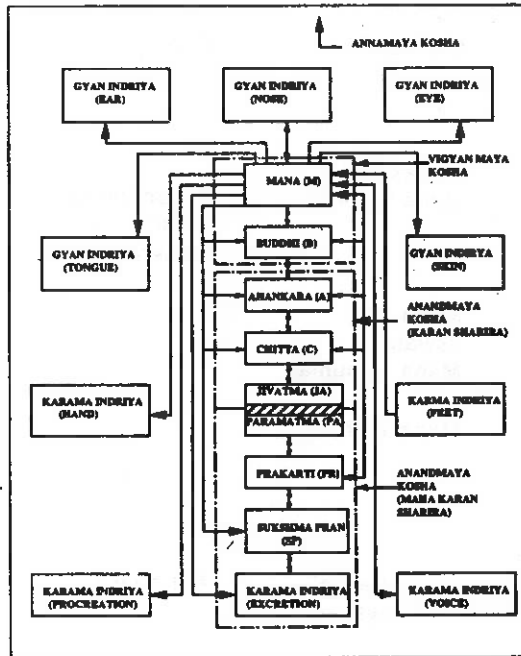 ANNAMAYA KOSHA
GYAN INDRIYA
(EAR)
GYAN INDRIYA
(NOSE)
GYAN INDRIYA
(EYE)
MANA (M)
VIGYAN MAYA
KOSHA
GYAN INDRIYA
(TONGUE)
BUDDHI (B)
GYAN INDRIYA
(SKIN)
AHANKARA (A)
ANANDMAYA
KOSHA
(KARAN SHARIRA)
CHITTA (C)
KARAMA INDRIYA
(HAND)
JIVATMA (JA)
PARAMATMA (PA)
KARMA INDRIYA
(FEET)
PRAKARTI (PR)
ANANDMAYA
KOSHA
(MAHA KARAN
SHARIRA)
SUKSHMA PRAN
(SP)
KARAMA INDRIYA
(PROCREATION)
KARAMA INDRIYA
(EXCRETION)
KARAMA INDRIYA
(VOICE)